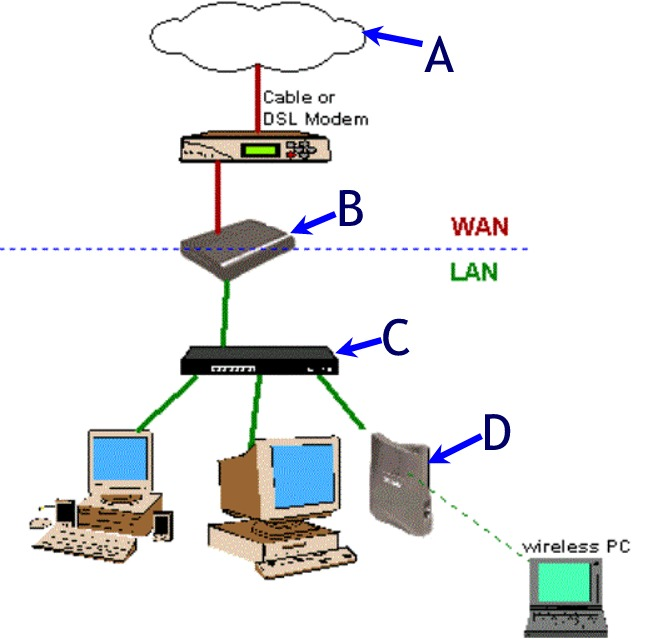 A
Cable or
DSL Modem
B
WAN
LAN
C
D
wireless PC